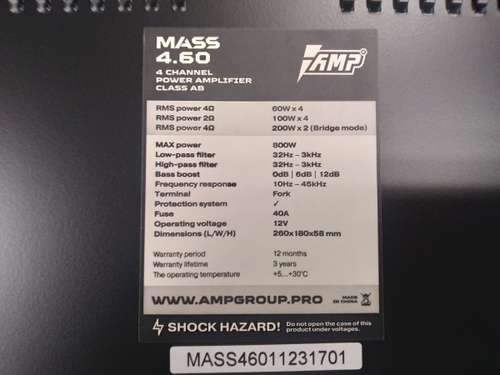 MASS
4.60
4 CHANNEL
POWER AMPLIFIER
CLASS AB
AMP®
RMS power 4Ω 60W x 4
RMS power 2Ω 100W x 4
RMS power 4Ω 200W x 2 (Bridge mode)
MAX power 800W
Low-pass filter 32Hz – 3kHz
High-pass filter 32Hz – 3kHz
Bass boost 0dB | 6dB | 12dB
Frequency response 10Hz – 45kHz
Terminal Fork
Protection system ✓
Fuse 40A
Operating voltage 12V
Dimensions (L/W/H) 260x180x58 mm
Warranty period 12 months
Warranty lifetime 3 years
The operating temperature +5...+30°C
WWW.AMPGROUP.PRO
MADE
IN CHINA
SHOCK HAZARD!
Do not open the case of this
product under voltages.
MASS46011231701